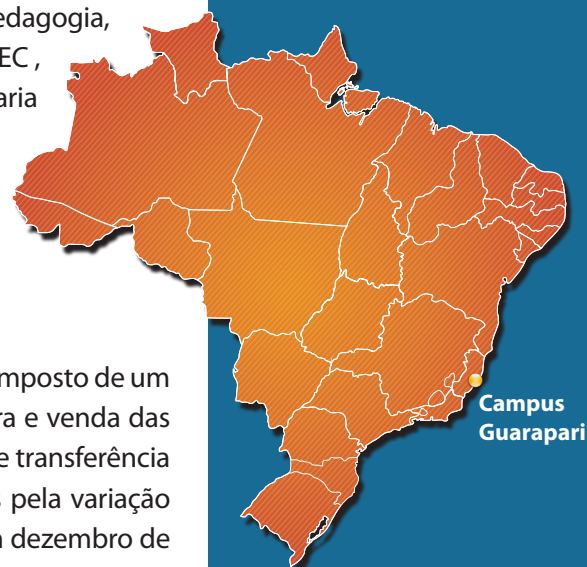 edagogia,
EC ,
aria
mposto de um
ra e venda das
e transferência
pela variação
dezembro de
Campus
Guarapari